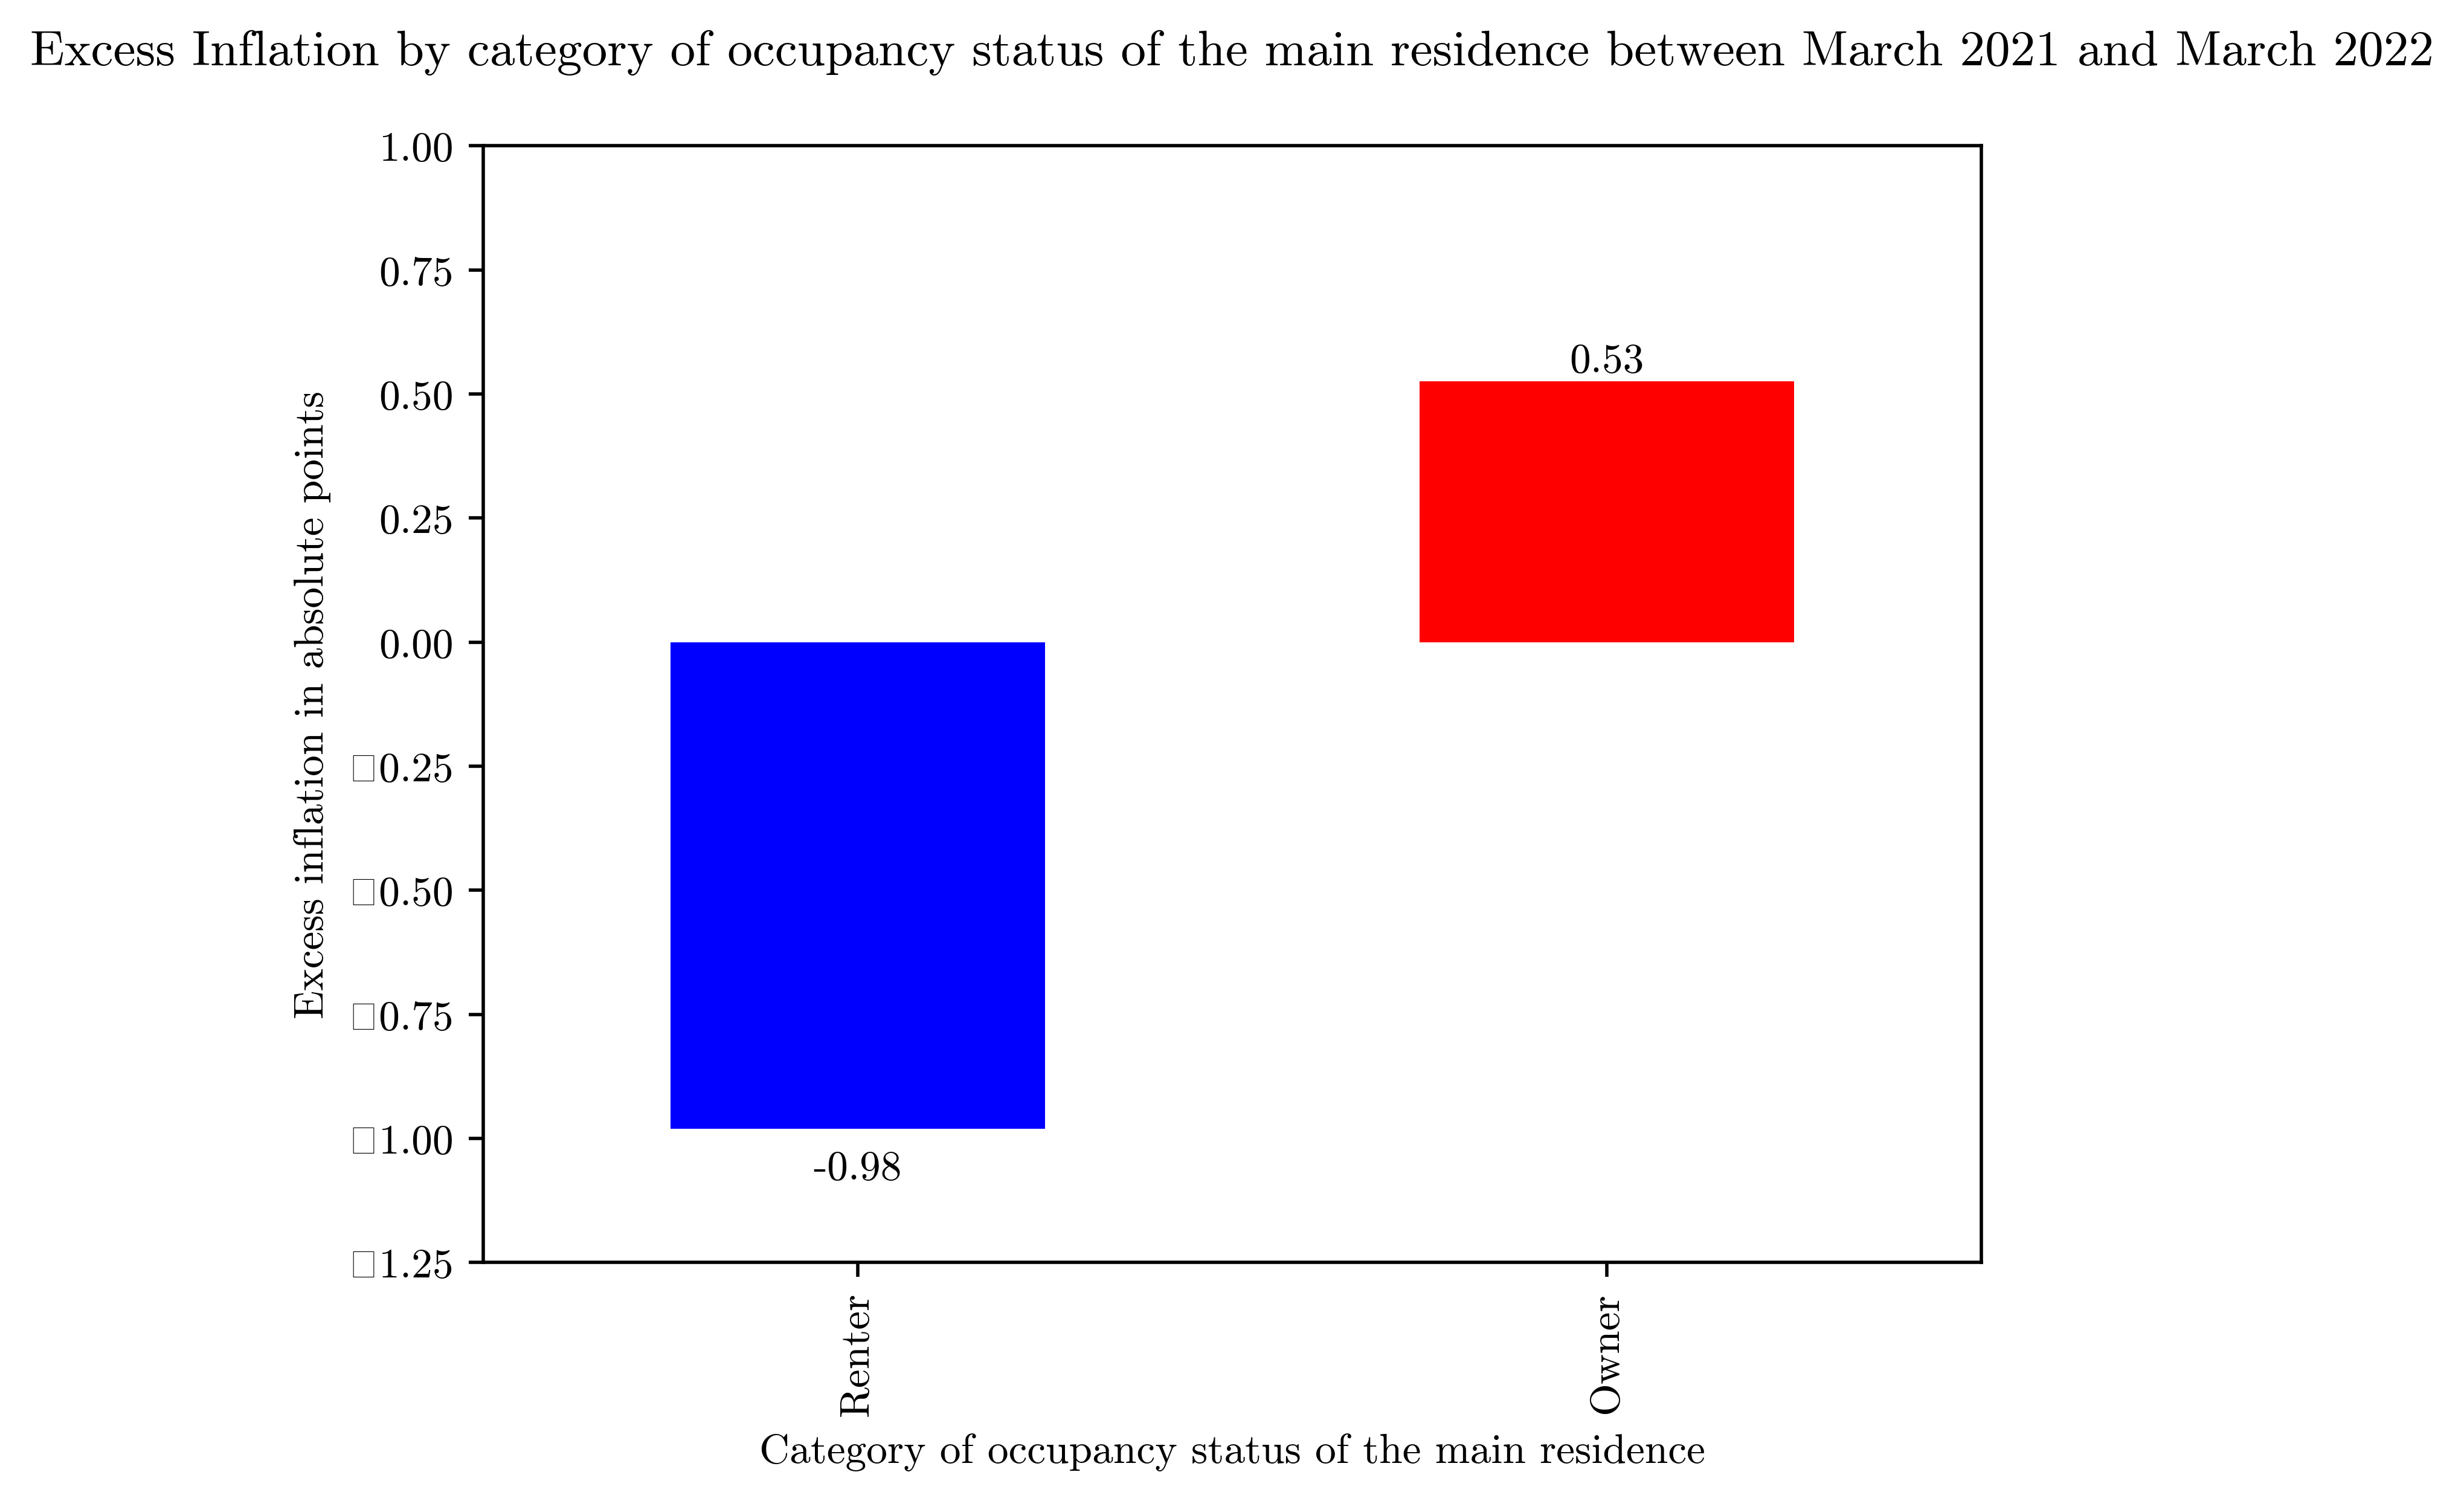 Excess Inflation by category of occupancy status of the main residence between March 2021 and March 2022
1.00
0.75
0.50
0.25
0.00
□0.25
□0.50
□0.75
□1.00
□1.25
Excess inflation in absolute points
0.53
-0.98
Renter
Owner
Category of occupancy status of the main residence